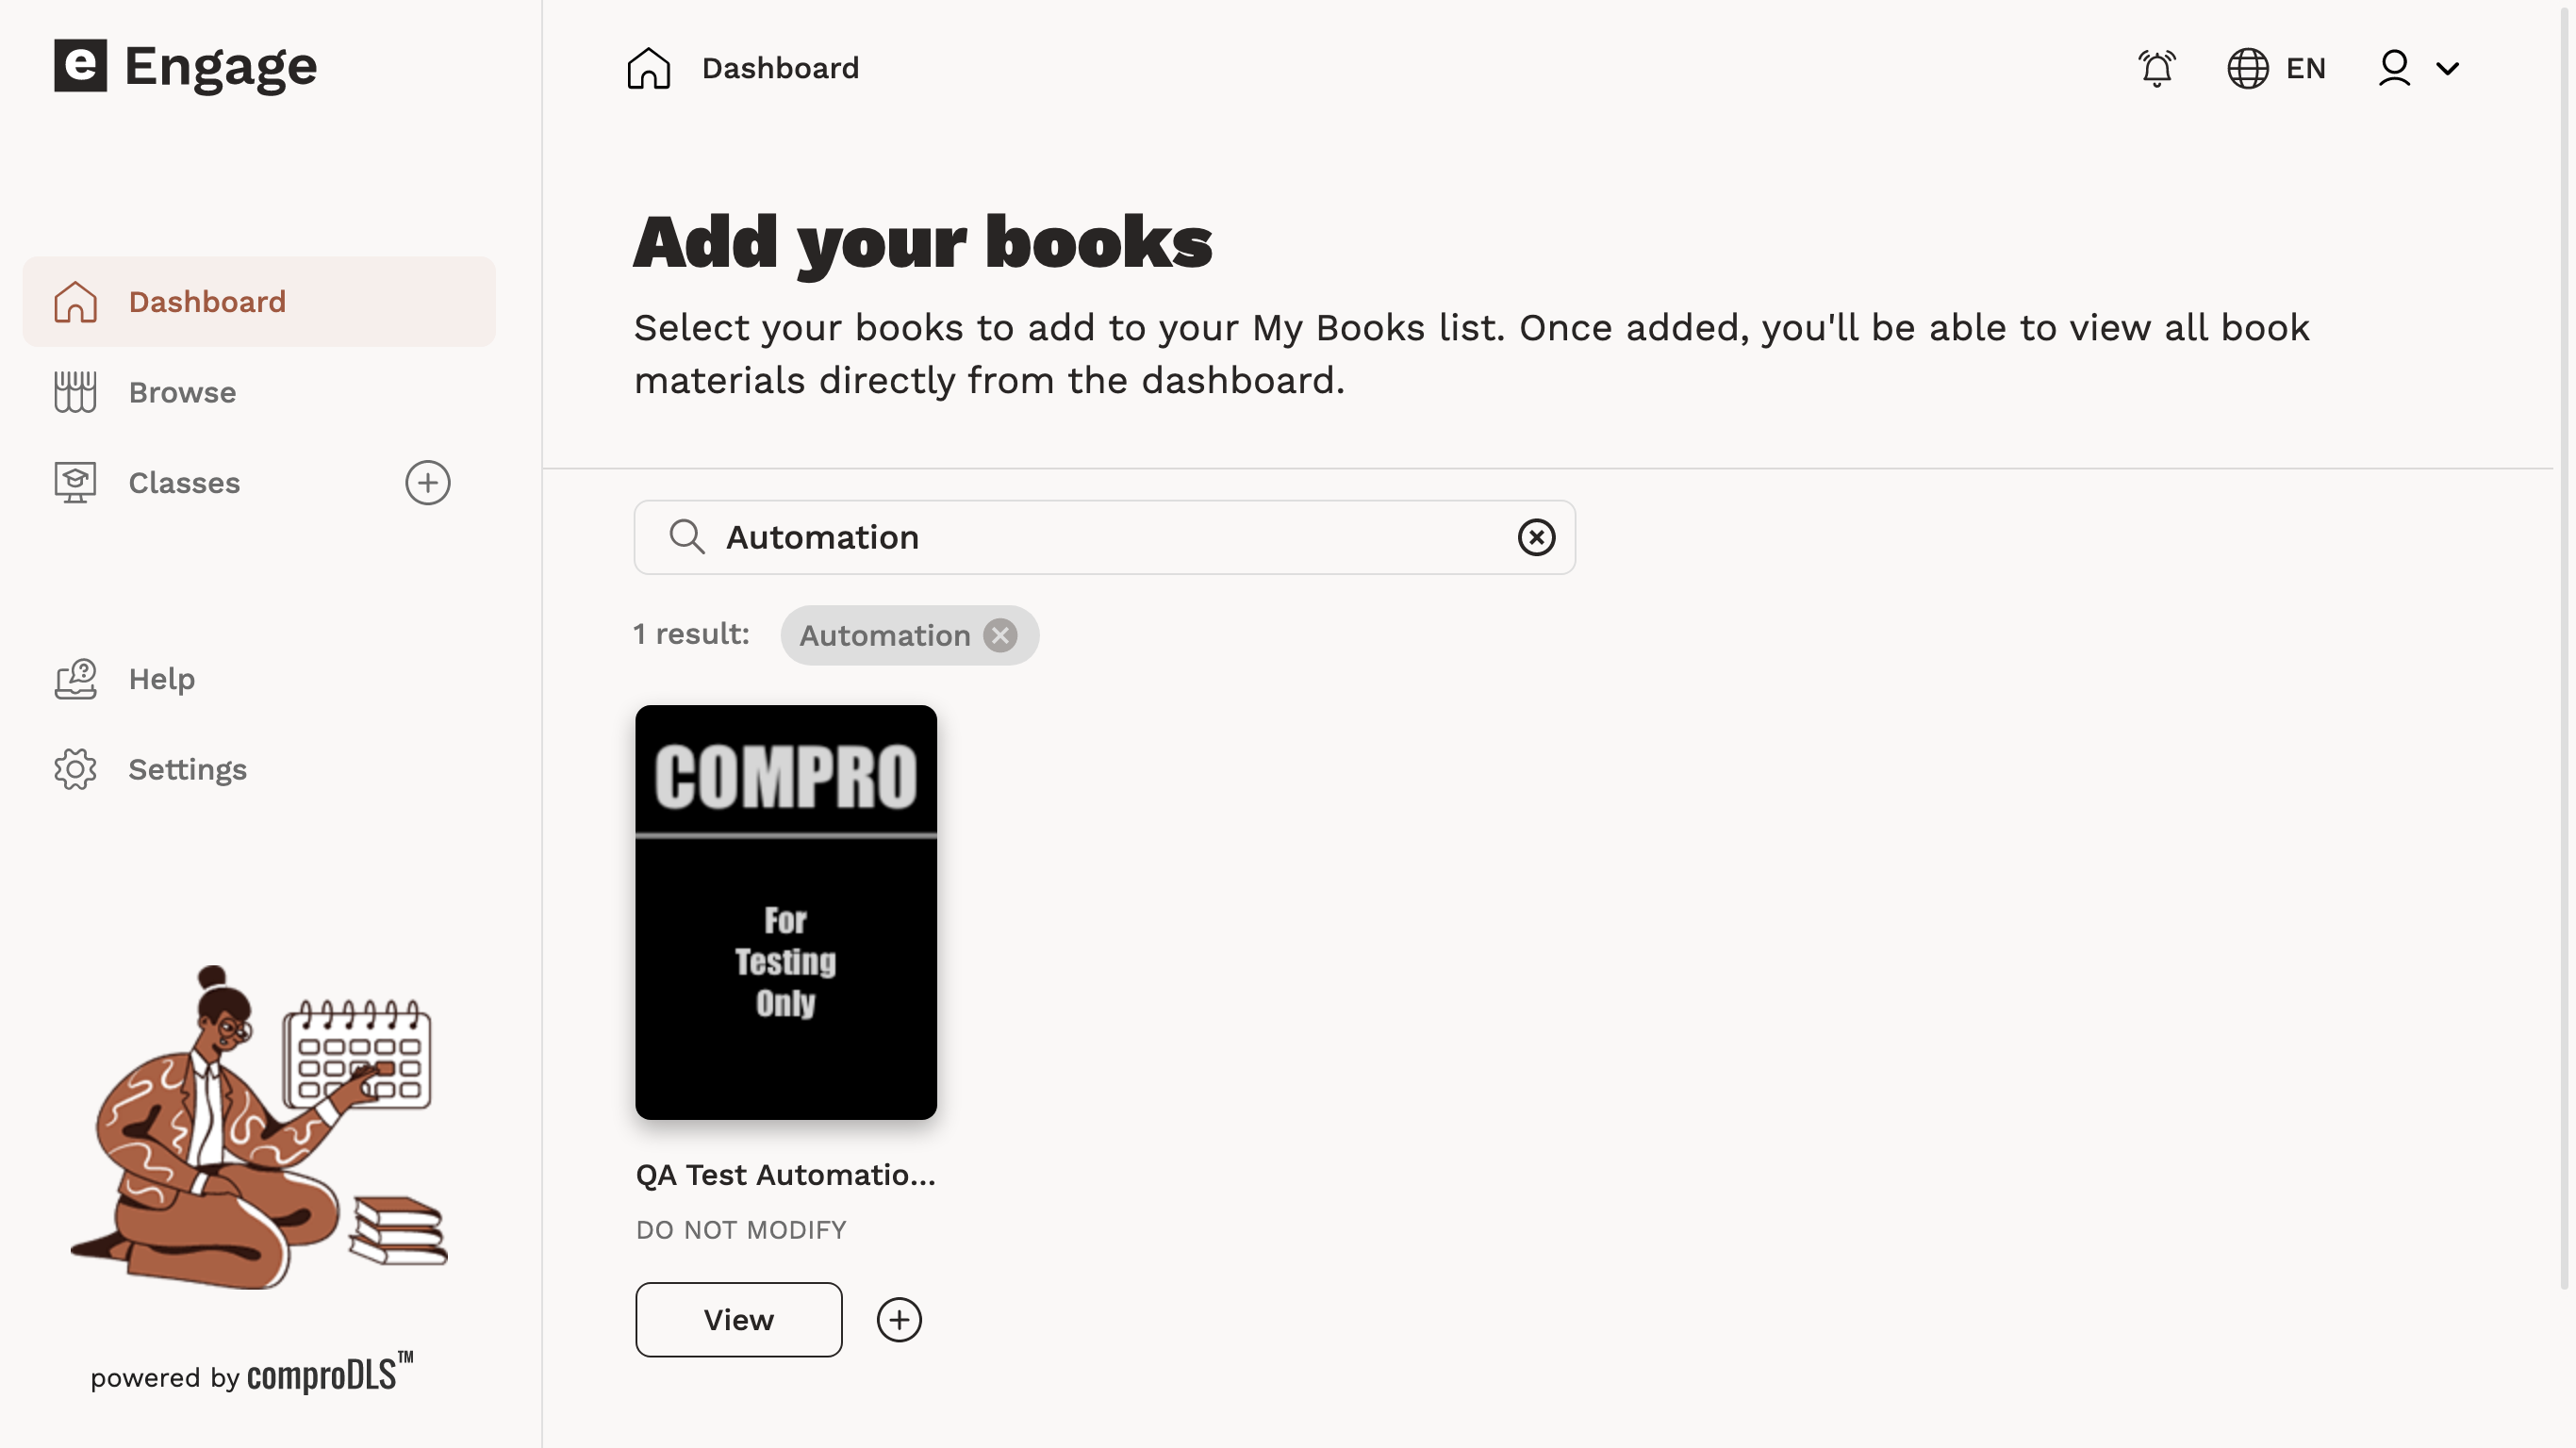 e Engage
Dashboard
EN
Dashboard
Browse
Classes
Help
Settings
powered by comproDLS™
Add your books
Select your books to add to your My Books list. Once added, you'll be able to view all book
materials directly from the dashboard.
Automation
1 result:
Automation
COMPRO
For
Testing
Only
QA Test Automatio...
DO NOT MODIFY
View